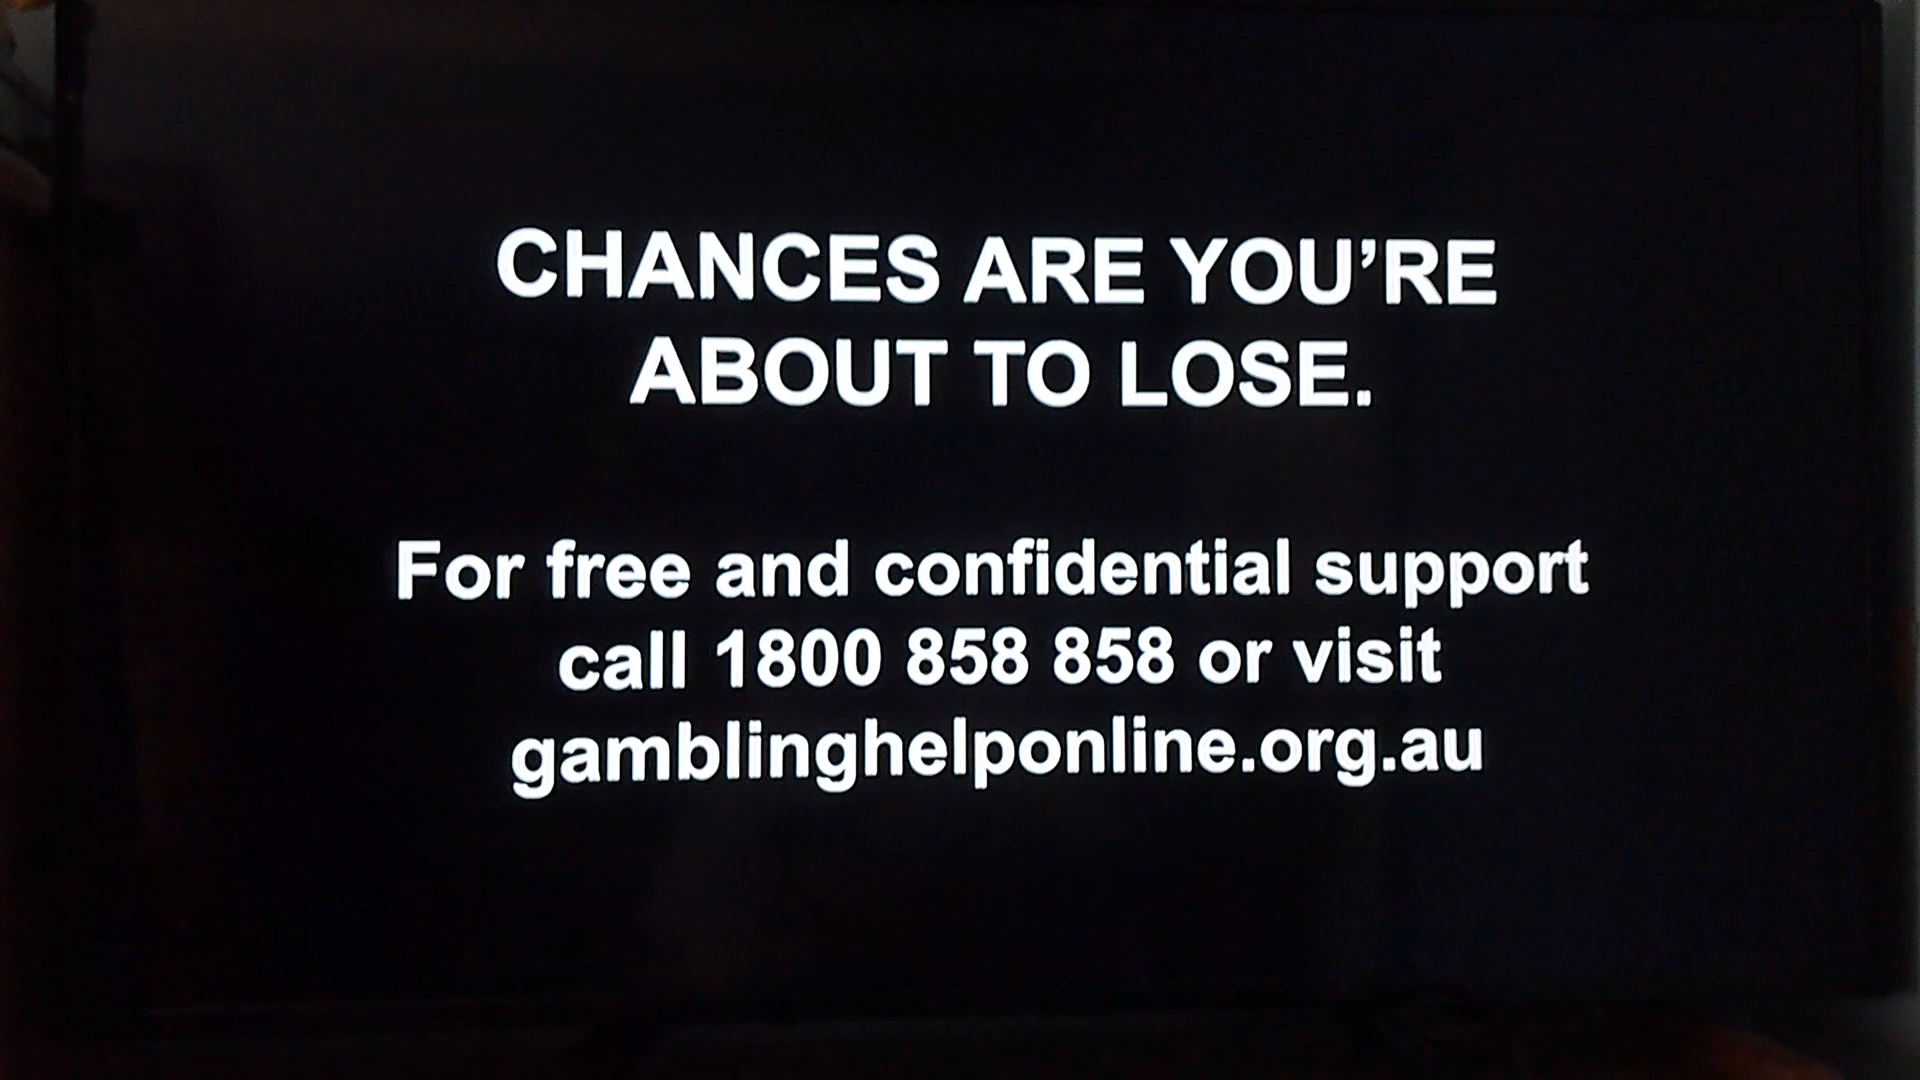 CHANCES ARE YOU’RE
ABOUT TO LOSE.
For free and confidential support
call 1800 858 858 or visit
gamblinghelponline.org.au